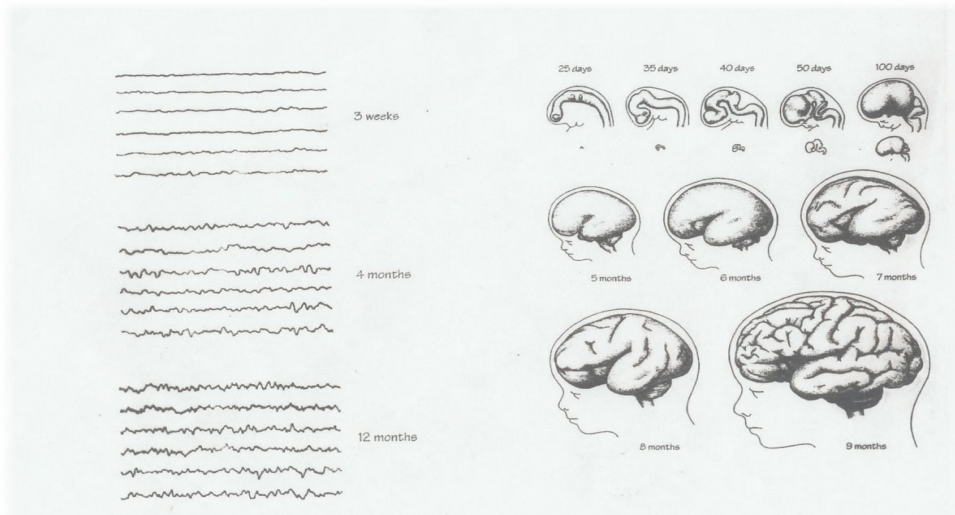 3 weeks
4 months
12 months
25 days 35 days 40 days 50 days 100 days
5 months 6 months 7 months
8 months 9 months